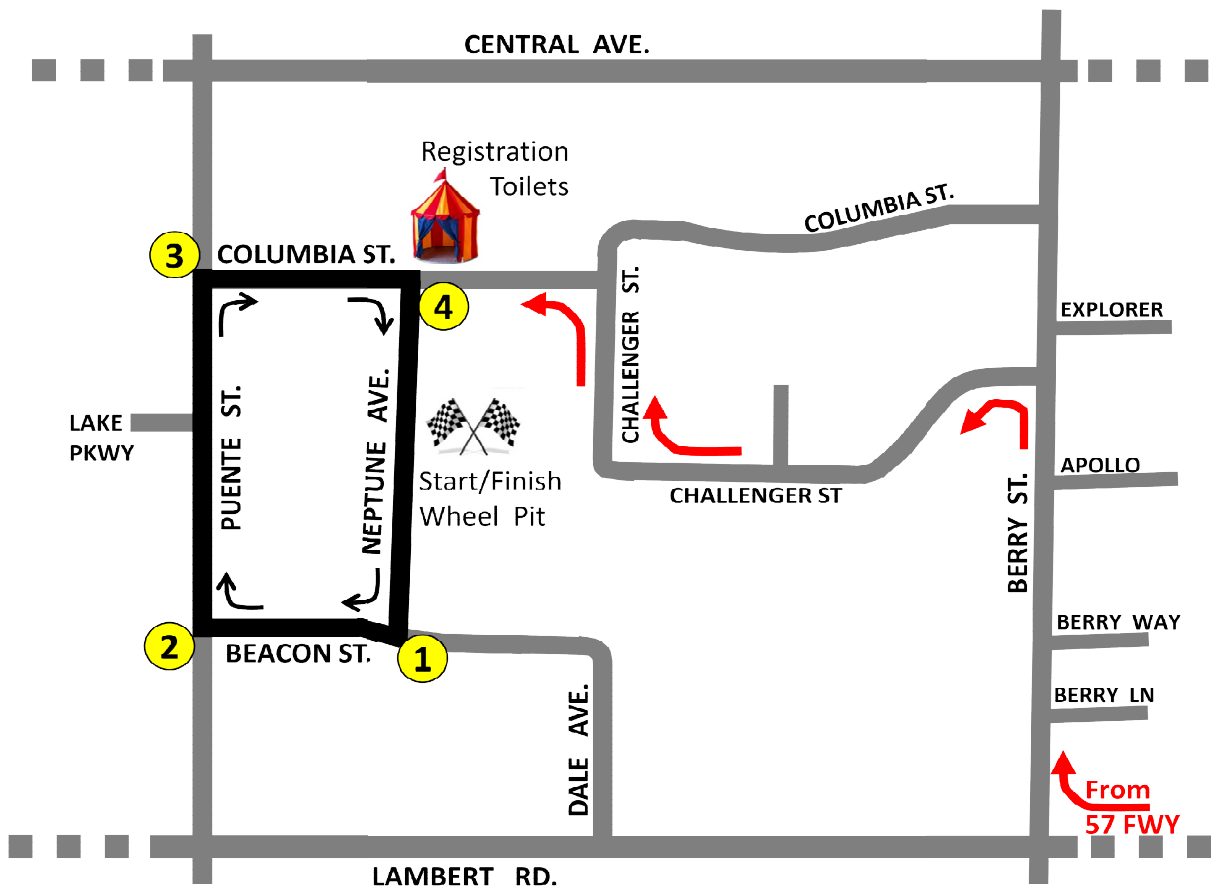 CENTRAL AVE.
Registration
Toilets
COLUMBIA ST.
3
COLUMBIA ST.
4
CHALLENGER ST.
EXPLORER
LAKE
PKWY
PUENTE ST.
NEPTUNE AVE.
Start/Finish
Wheel Pit
CHALLENGER ST
APOLLO
BERRY ST.
2
BEACON ST.
1
BERRY WAY
BERRY LN
DALE AVE.
From
57 FWY
LAMBERT RD.